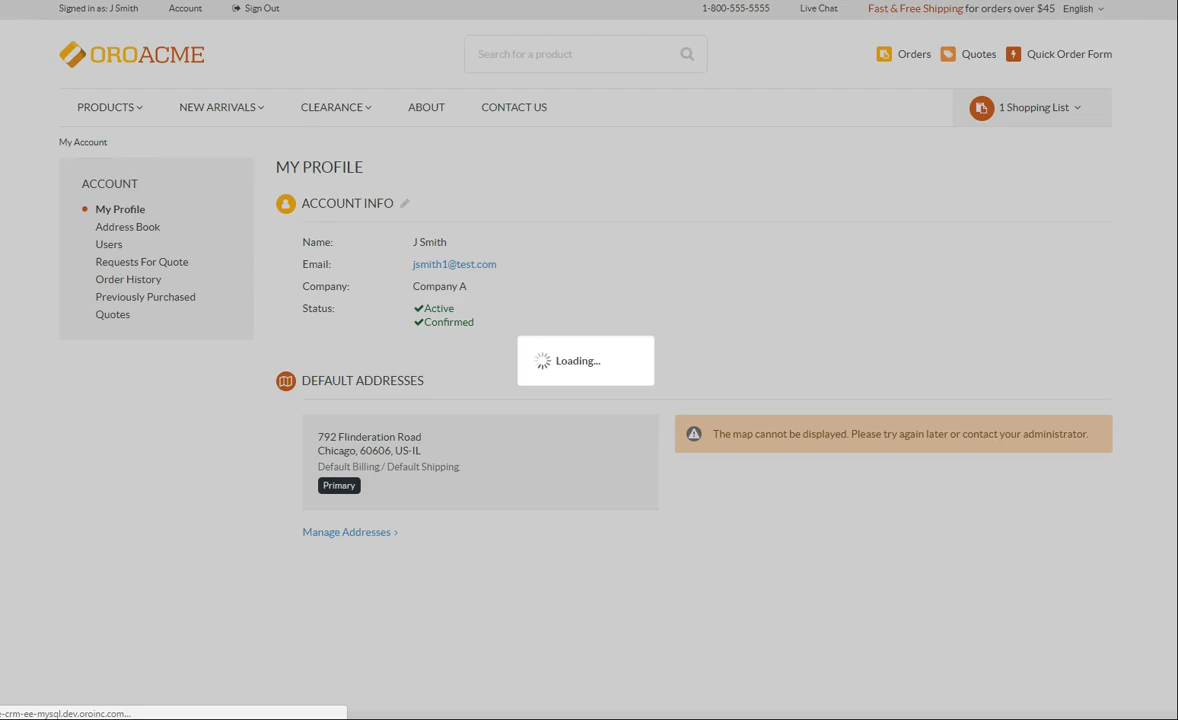 Signed in as: J Smith Account Sign Out 1-800-555-5555 Live Chat Fast & Free Shipping for orders over $45 English
OROACME Search for a product Orders Quotes Quick Order Form
PRODUCTS NEW ARRIVALS CLEARANCE ABOUT CONTACT US 1 Shopping List
My Account
ACCOUNT
My Profile
Address Book
Users
Requests For Quote
Order History
Previously Purchased
Quotes
MY PROFILE
ACCOUNT INFO
Name: J Smith
Email: jsmith1@test.com
Company: Company A
Status: Active
Confirmed
Loading...
DEFAULT ADDRESSES
792 Flinderation Road
Chicago, 60606, US-IL
Default Billing / Default Shipping
Primary
The map cannot be displayed. Please try again later or contact your administrator.
Manage Addresses >
e-crm-ee-mysql.dev.oroinc.com...